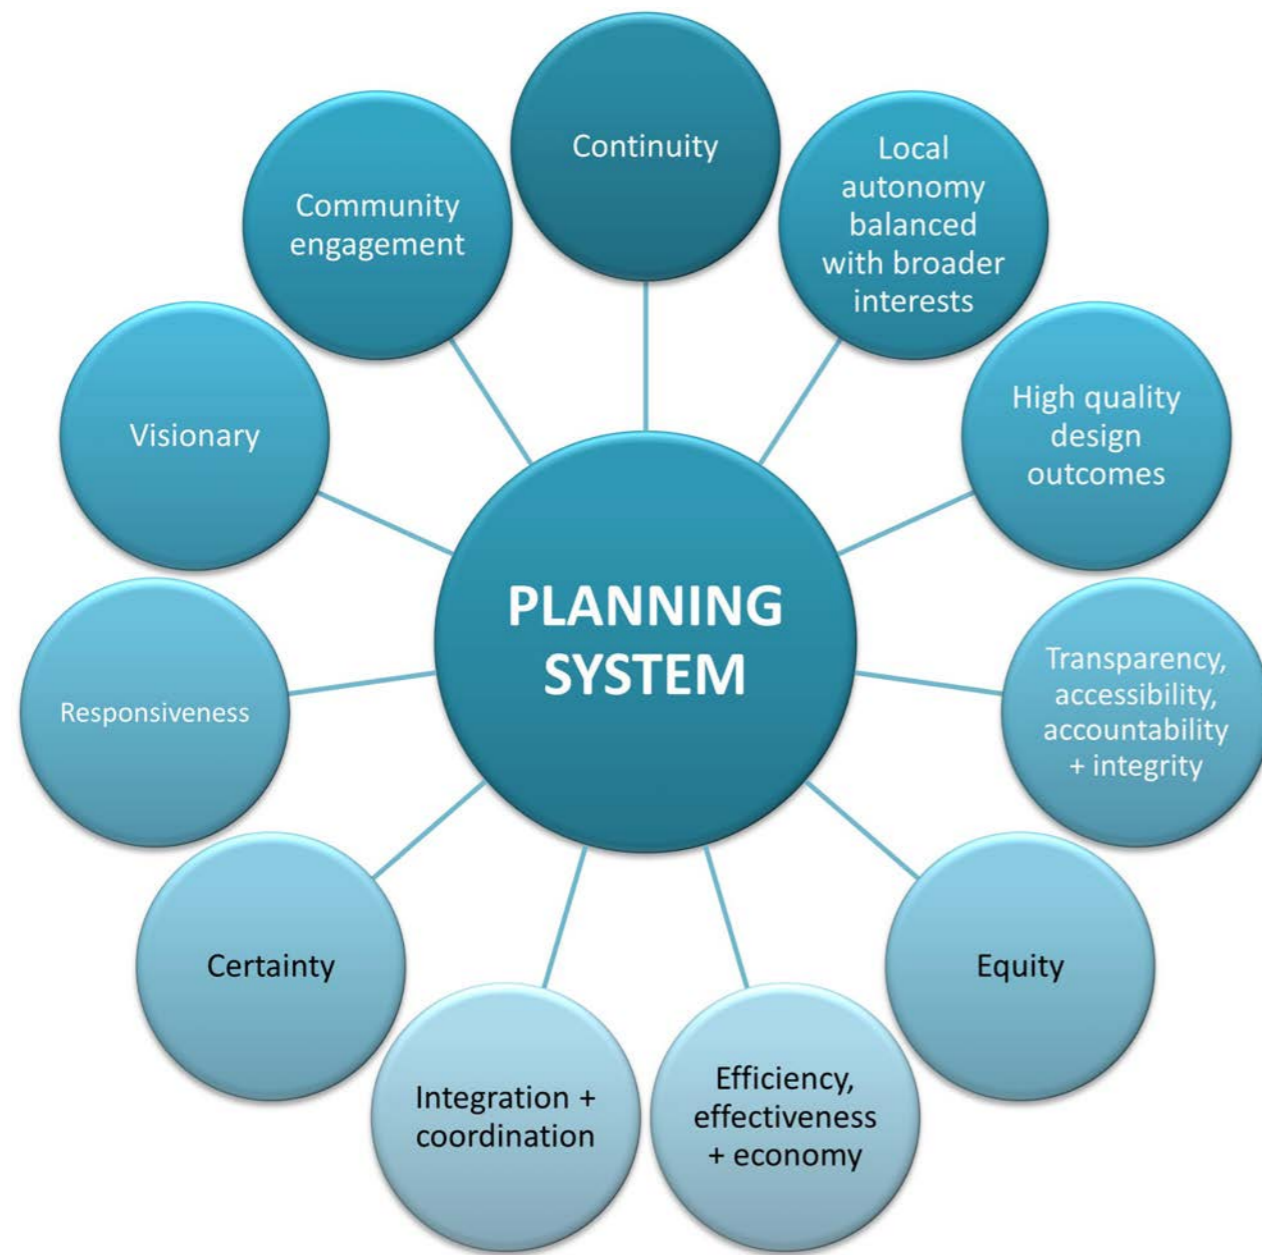 Continuity
Local
autonomy
balanced
with broader
interests
High quality
design
outcomes
Transparency,
accessibility,
accountability
+ integrity
Equity
Efficiency,
effectiveness
+ economy
Integration +
coordination
Certainty
Responsiveness
Visionary
Community
engagement
PLANNING
SYSTEM